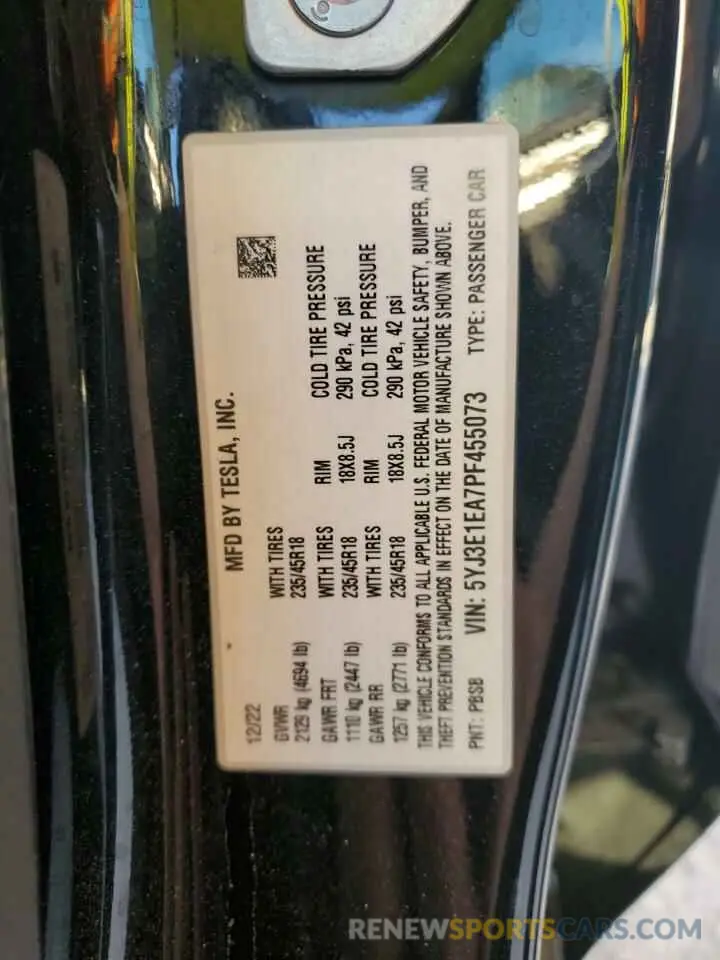 MFD BY TESLA, INC.
12/22
GVWR WITH TIRES
2129 kg (4694 lb) 235/45R18
GAWR FRT WITH TIRES RIM COLD TIRE PRESSURE
1110 kg (2447 lb) 235/45R18 18X8.5J 290 kPa, 42 psi
GAWR RR WITH TIRES RIM COLD TIRE PRESSURE
1257 kg (2771 lb) 235/45R18 18X8.5J 290 kPa, 42 psi
THIS VEHICLE CONFORMS TO ALL APPLICABLE U.S. FEDERAL MOTOR VEHICLE SAFETY, BUMPER, AND
THEFT PREVENTION STANDARDS IN EFFECT ON THE DATE OF MANUFACTURE SHOWN ABOVE.
PNT: PBSB VIN: 5YJ3E1EA7PF455073 TYPE: PASSENGER CAR
RENEWSPORTSCARS.COM